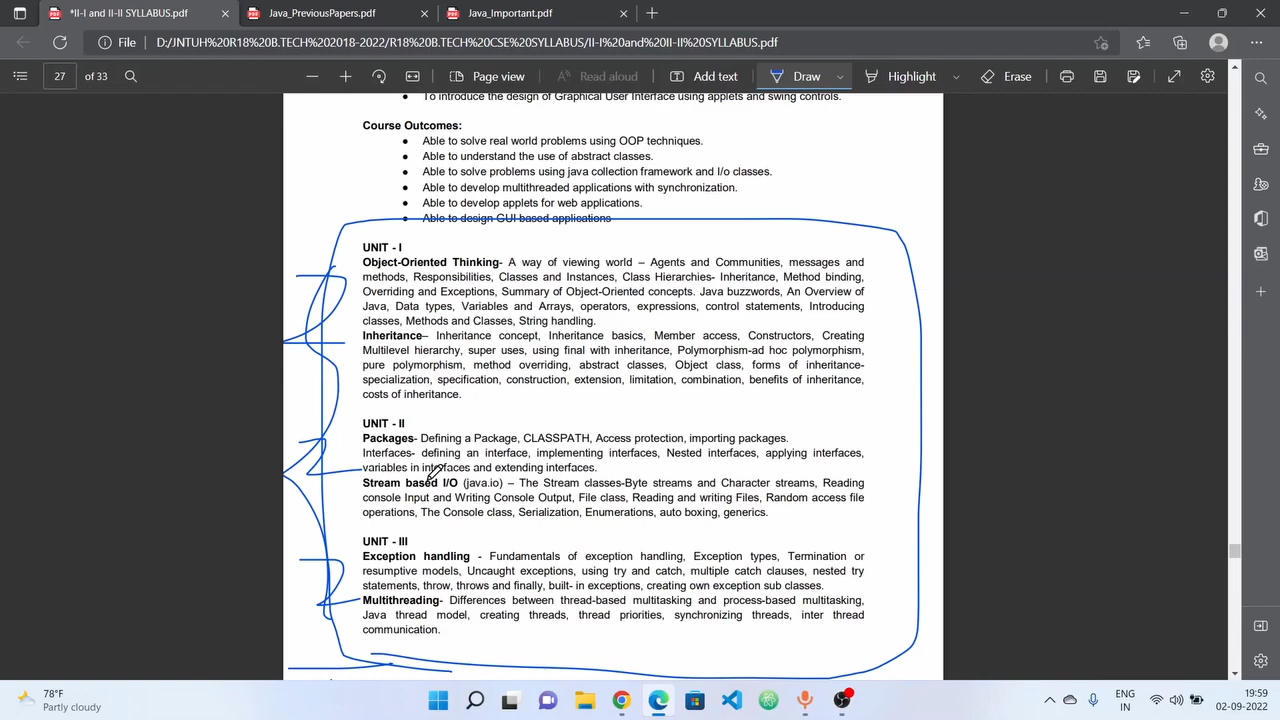 *II-I and II-II SYLLABUS.pdf
Java_PreviousPapers.pdf
Java_Important.pdf
File
D:/JNTUH%20R18%20B.TECH%202018-2022/R18%20B.TECH%20CSE%20SYLLABUS/II-I%20and%20II-II%20SYLLABUS.pdf
27 of 33
Page view
Read aloud
Add text
Draw
Highlight
Erase
● To introduce the design of Graphical User Interface using applets and swing controls.
Course Outcomes:
● Able to solve real world problems using OOP techniques.
● Able to understand the use of abstract classes.
● Able to solve problems using java collection framework and I/o classes.
● Able to develop multithreaded applications with synchronization.
● Able to develop applets for web applications.
● Able to design GUI based applications
UNIT - I
Object-Oriented Thinking- A way of viewing world – Agents and Communities, messages and
methods, Responsibilities, Classes and Instances, Class Hierarchies- Inheritance, Method binding,
Overriding and Exceptions, Summary of Object-Oriented concepts. Java buzzwords, An Overview of
Java, Data types, Variables and Arrays, operators, expressions, control statements, Introducing
classes, Methods and Classes, String handling.
Inheritance– Inheritance concept, Inheritance basics, Member access, Constructors, Creating
Multilevel hierarchy, super uses, using final with inheritance, Polymorphism-ad hoc polymorphism,
pure polymorphism, method overriding, abstract classes, Object class, forms of inheritance-
specialization, specification, construction, extension, limitation, combination, benefits of inheritance,
costs of inheritance.
UNIT - II
Packages- Defining a Package, CLASSPATH, Access protection, importing packages.
Interfaces- defining an interface, implementing interfaces, Nested interfaces, applying interfaces,
variables in interfaces and extending interfaces.
Stream based I/O (java.io) – The Stream classes-Byte streams and Character streams, Reading
console Input and Writing Console Output, File class, Reading and writing Files, Random access file
operations, The Console class, Serialization, Enumerations, auto boxing, generics.
UNIT - III
Exception handling - Fundamentals of exception handling, Exception types, Termination or
resumptive models, Uncaught exceptions, using try and catch, multiple catch clauses, nested try
statements, throw, throws and finally, built- in exceptions, creating own exception sub classes.
Multithreading- Differences between thread-based multitasking and process-based multitasking,
Java thread model, creating threads, thread priorities, synchronizing threads, inter thread
communication.
78°F
Partly cloudy
ENG
IN
19:59
02-09-2022